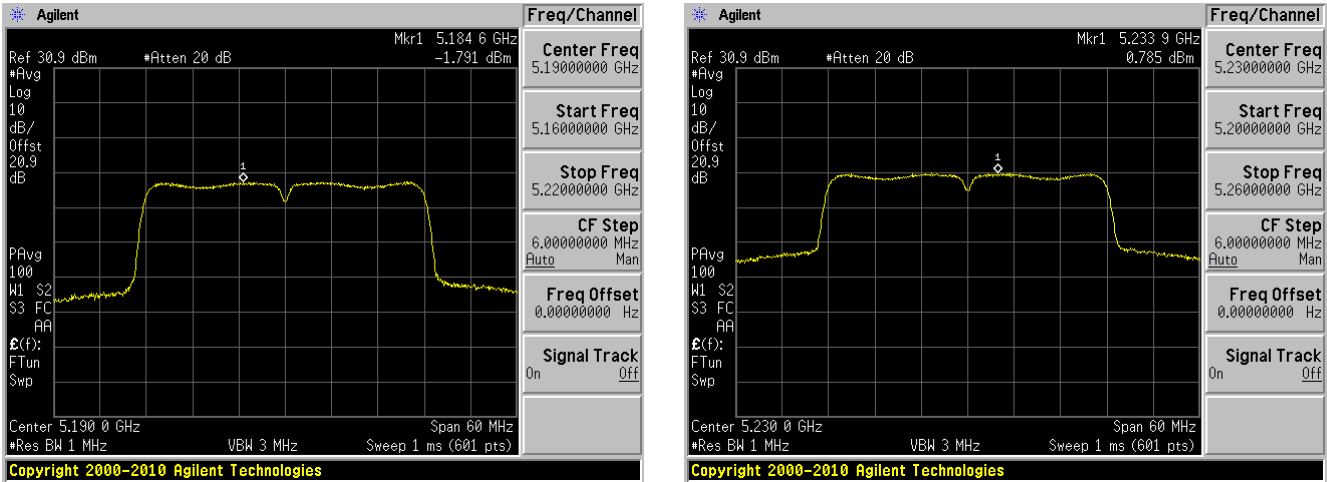 Agilent
Freq/Channel
Mkr1 5.184 6 GHz
Ref 30.9 dBm #Atten 20 dB -1.791 dBm
#Avg
Log
10
dB/
Offst
20.9
dB
1
PAvg
100
W1 S2
S3 FC
AA
£(f):
FTun
Swp
Center 5.190 0 GHz Span 60 MHz
#Res BW 1 MHz VBW 3 MHz Sweep 1 ms (601 pts)
Copyright 2000-2010 Agilent Technologies
Center Freq
5.19000000 GHz
Start Freq
5.16000000 GHz
Stop Freq
5.22000000 GHz
CF Step
6.00000000 MHz
Auto Man
Freq Offset
0.00000000 Hz
Signal Track
On Off
Agilent
Freq/Channel
Mkr1 5.233 9 GHz
Ref 30.9 dBm #Atten 20 dB 0.785 dBm
#Avg
Log
10
dB/
Offst
20.9
dB
1
PAvg
100
W1 S2
S3 FC
AA
£(f):
FTun
Swp
Center 5.230 0 GHz Span 60 MHz
#Res BW 1 MHz VBW 3 MHz Sweep 1 ms (601 pts)
Copyright 2000-2010 Agilent Technologies
Center Freq
5.23000000 GHz
Start Freq
5.20000000 GHz
Stop Freq
5.26000000 GHz
CF Step
6.00000000 MHz
Auto Man
Freq Offset
0.00000000 Hz
Signal Track
On Off